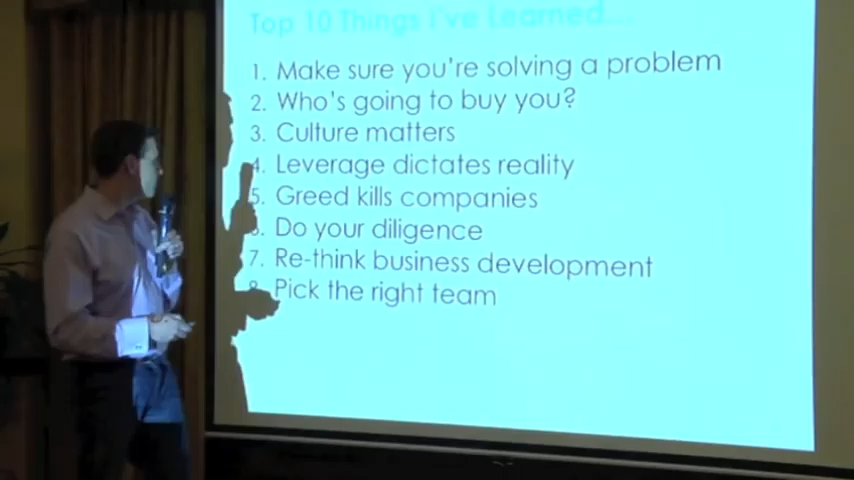 Top 10 Things I've Learned...
1. Make sure you're solving a problem
2. Who's going to buy you?
3. Culture matters
4. Leverage dictates reality
5. Greed kills companies
6. Do your diligence
7. Re-think business development
8. Pick the right team